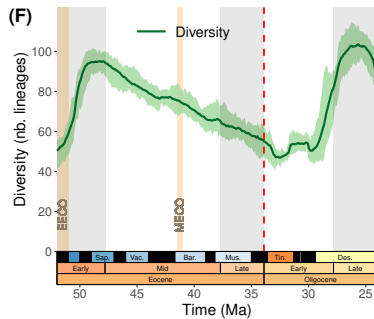 (F)
Diversity
Diversity (nb. lineages)
100
80
60
40
20
0
EECO
MECO
Sap. Vac. Bar. Mus. Tin. Des.
Early Mid Late Early Late
Eocene Oligocene
50 45 40 35 30 25
Time (Ma)